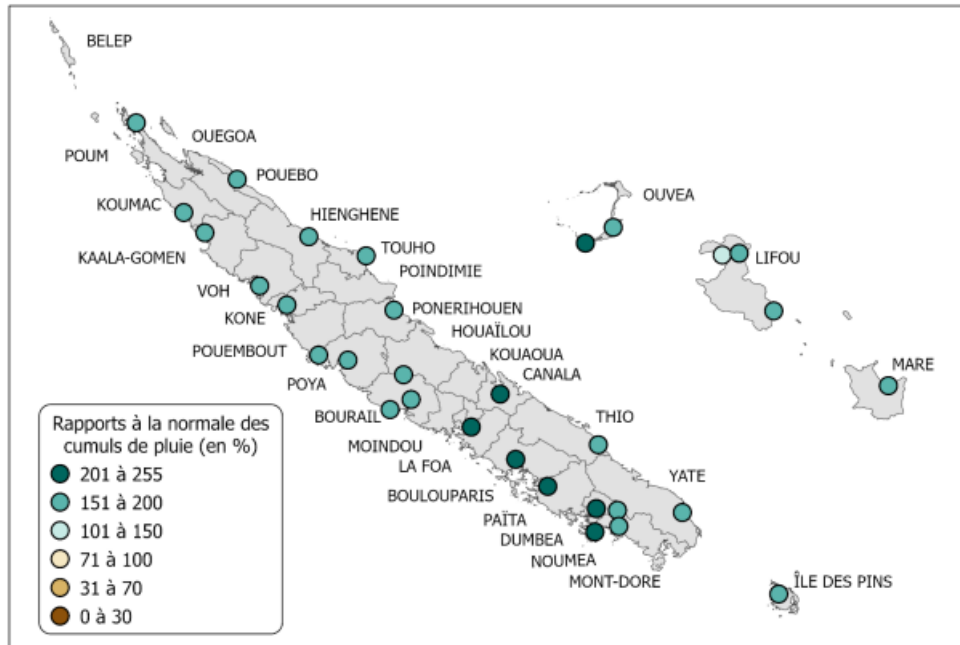 BELEP
OUEGOA
POUM
POUEBO
KOUMAC
HIENGHENE
OUVEA
KAALA-GOMEN
TOUHO
LIFOU
POINDIMIE
VOH
KONE
PONERIHOUEN
HOUAÏLOU
POUEMBOUT
KOUAOUA
CANALA
MARE
POYA
BOURAIL
THIO
MOINDOU
LA FOA
YATE
BOULOUPARIS
PAÏTA
DUMBEA
NOUMEA
MONT-DORE
ÎLE DES PINS
Rapports à la normale des
cumuls de pluie (en %)
201 à 255
151 à 200
101 à 150
71 à 100
31 à 70
0 à 30